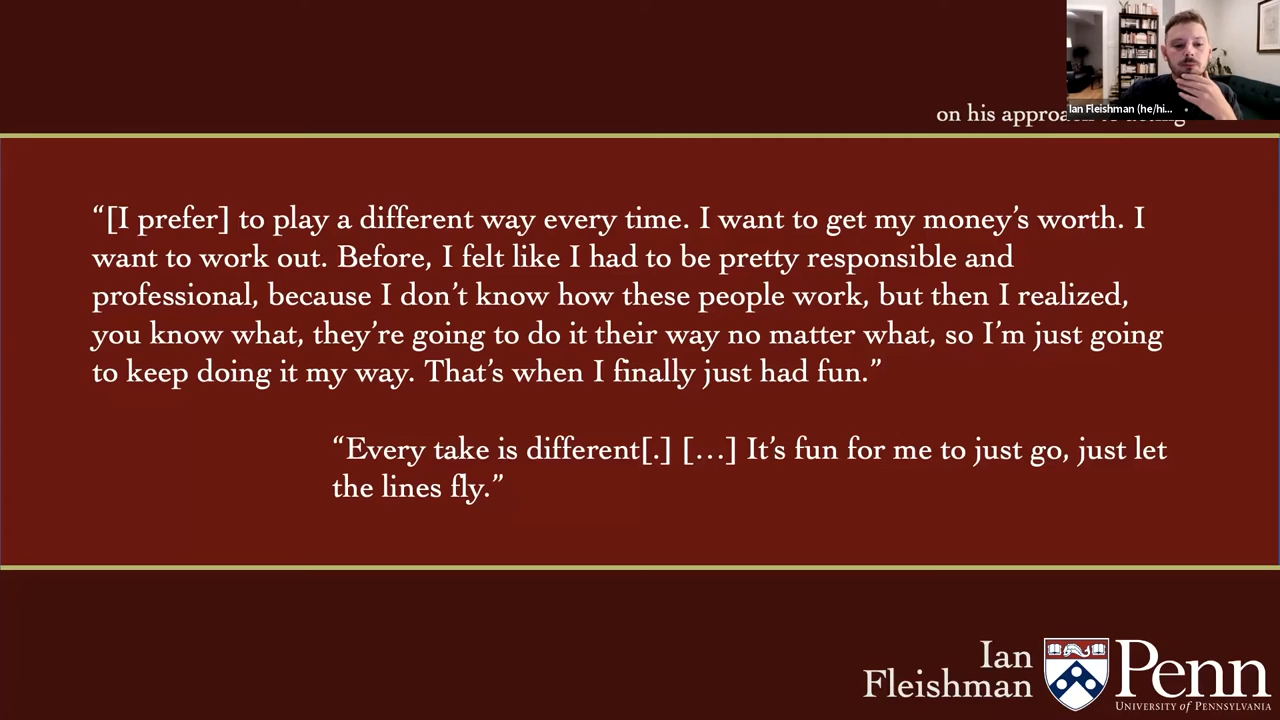 Ian Fleishman (he/hi...
on his approach to acting
“[I prefer] to play a different way every time. I want to get my money’s worth. I
want to work out. Before, I felt like I had to be pretty responsible and
professional, because I don’t know how these people work, but then I realized,
you know what, they’re going to do it their way no matter what, so I’m just going
to keep doing it my way. That’s when I finally just had fun.”
“Every take is different[.] […] It’s fun for me to just go, just let
the lines fly.”
Ian
Fleishman
Penn
UNIVERSITY of PENNSYLVANIA